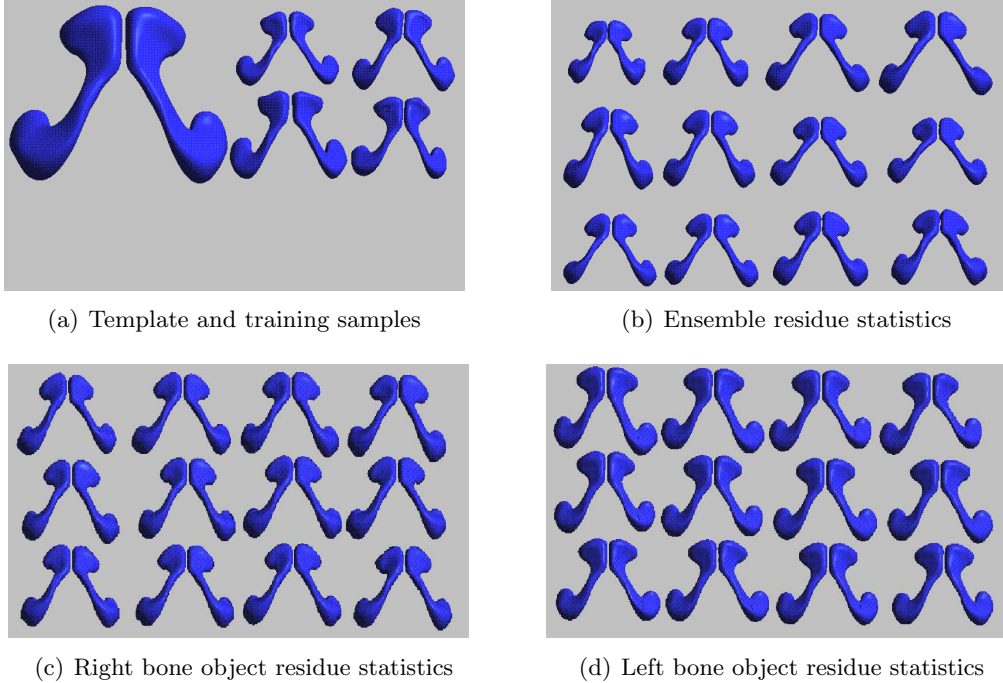 (a) Template and training samples
(b) Ensemble residue statistics
(c) Right bone object residue statistics
(d) Left bone object residue statistics